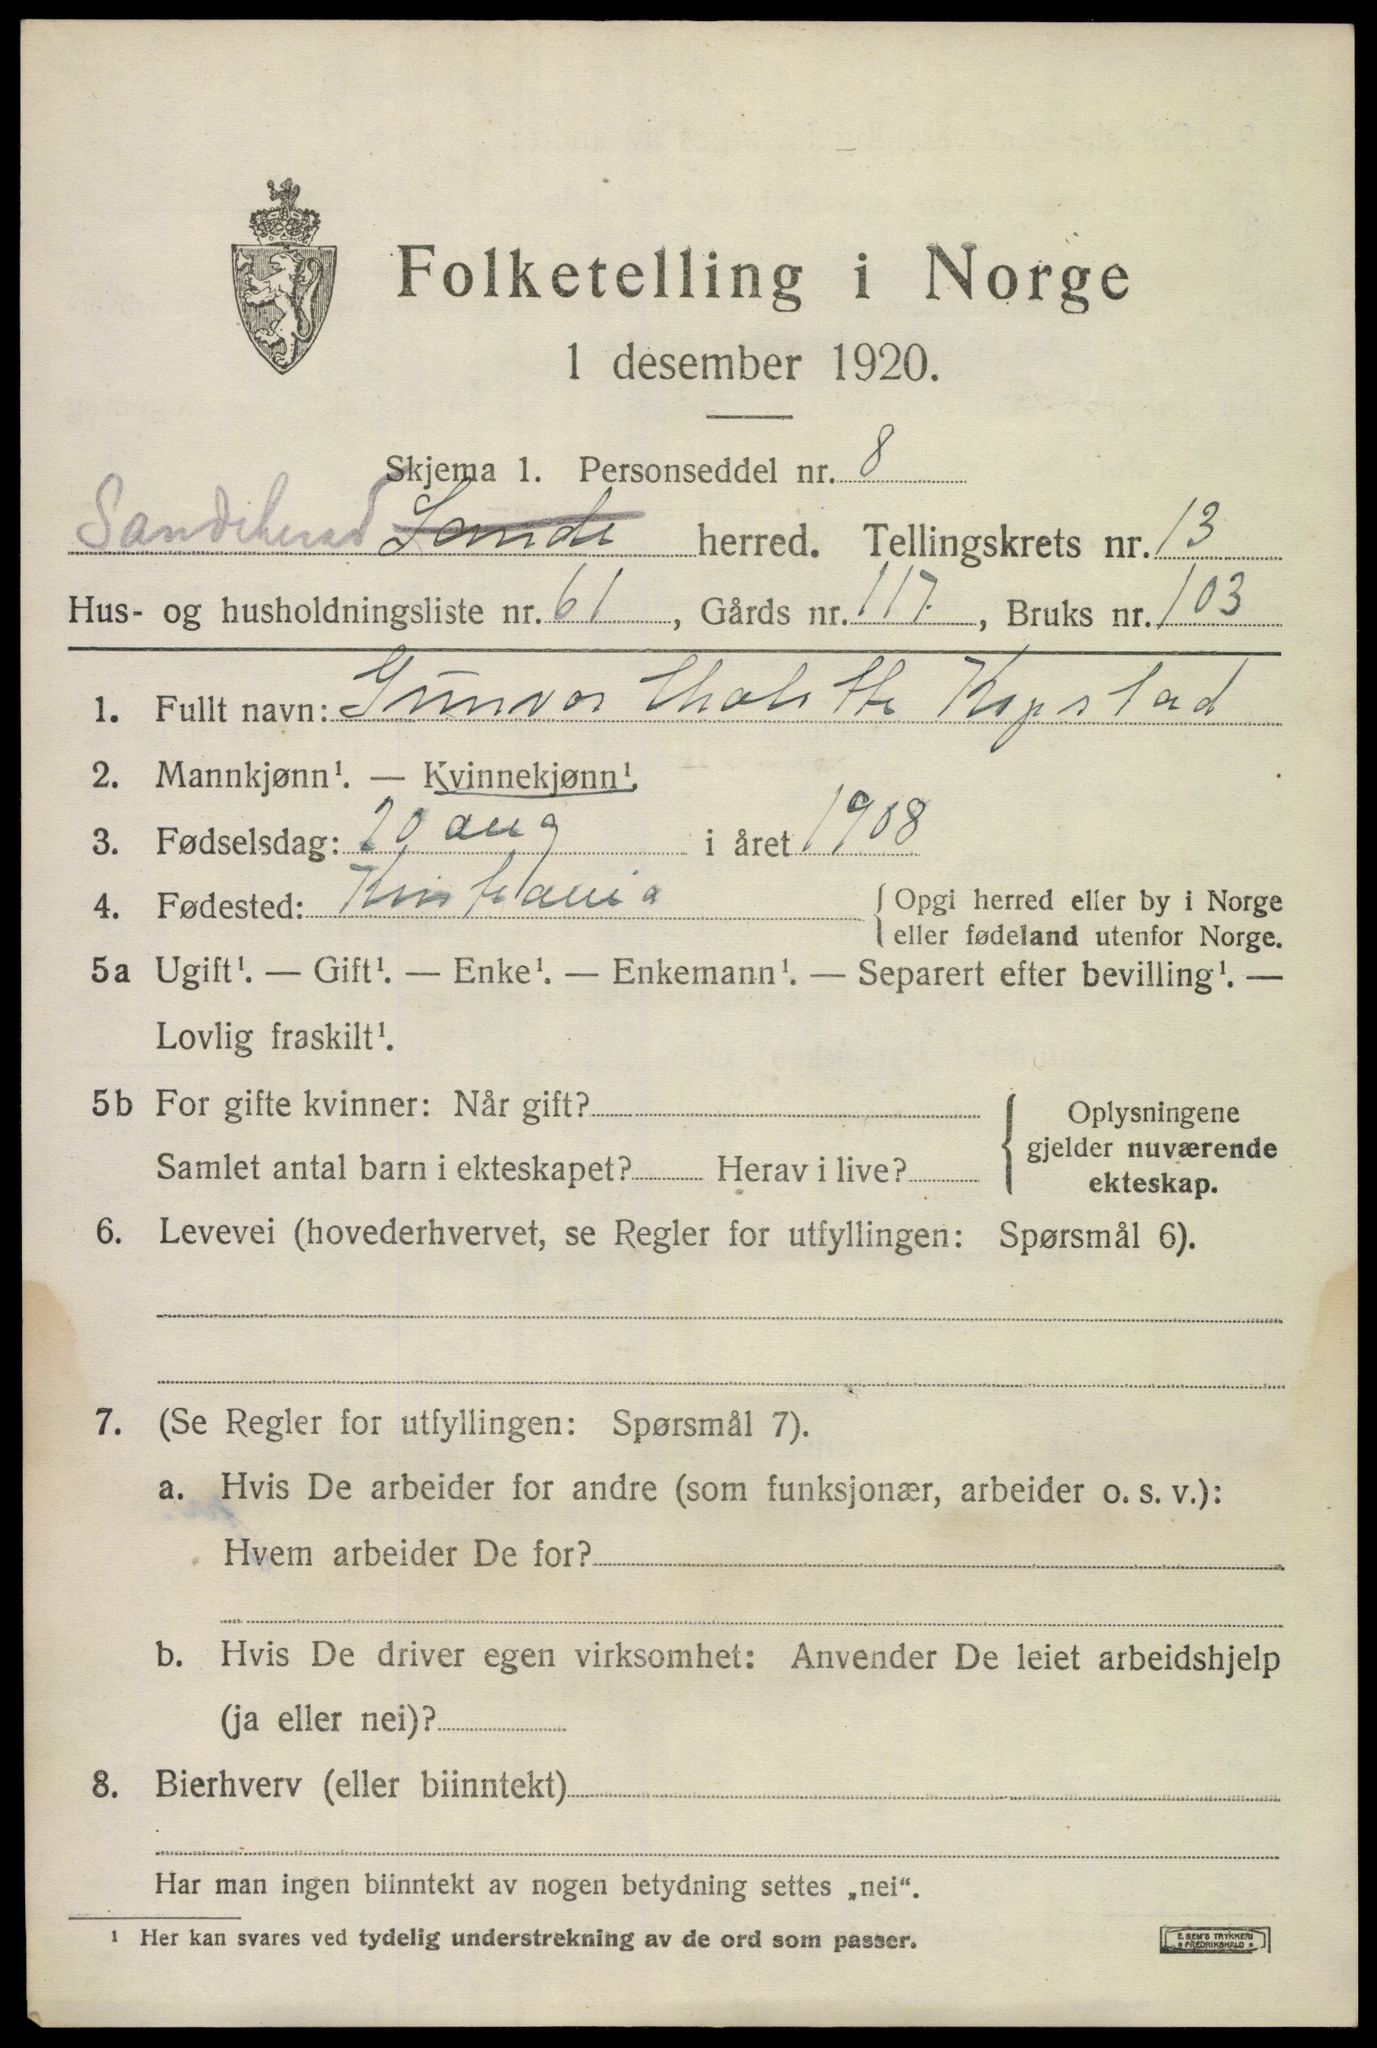 Folketelling i Norge
1 desember 1920.
Skjema 1. Personseddel nr. 8
Sandeherad Sande herred. Tellingskrets nr. 13
Hus- og husholdningsliste nr. 61, Gårds nr. 117, Bruks nr. 103
1. Fullt navn: Gunvor Kopstad
2. Mannkjønn¹. — Kvinnekjønn¹.
3. Fødselsdag: 20 aug i året 1908
4. Fødested: Kristiania { Opgi herred eller by i Norge
eller fødeland utenfor Norge.
5a Ugift¹. — Gift¹. — Enke¹. — Enkemann¹. — Separert efter bevilling¹. —
Lovlig fraskilt¹.
5b For gifte kvinner: Når gift?
Samlet antal barn i ekteskapet? Herav i live?
{ Oplysningene
gjelder nuværende
ekteskap.
6. Levevei (hovederhvervet, se Regler for utfyllingen: Spørsmål 6).
7. (Se Regler for utfyllingen: Spørsmål 7).
a. Hvis De arbeider for andre (som funksjonær, arbeider o. s. v.):
Hvem arbeider De for?
b. Hvis De driver egen virksomhet: Anvender De leiet arbeidshjelp
(ja eller nei)?
8. Bierhverv (eller biinntekt)
Har man ingen biinntekt av nogen betydning settes „nei“.
¹ Her kan svares ved tydelig understrekning av de ord som passer.
E. SEM'S TRYKKERI
FREDRIKSHALD